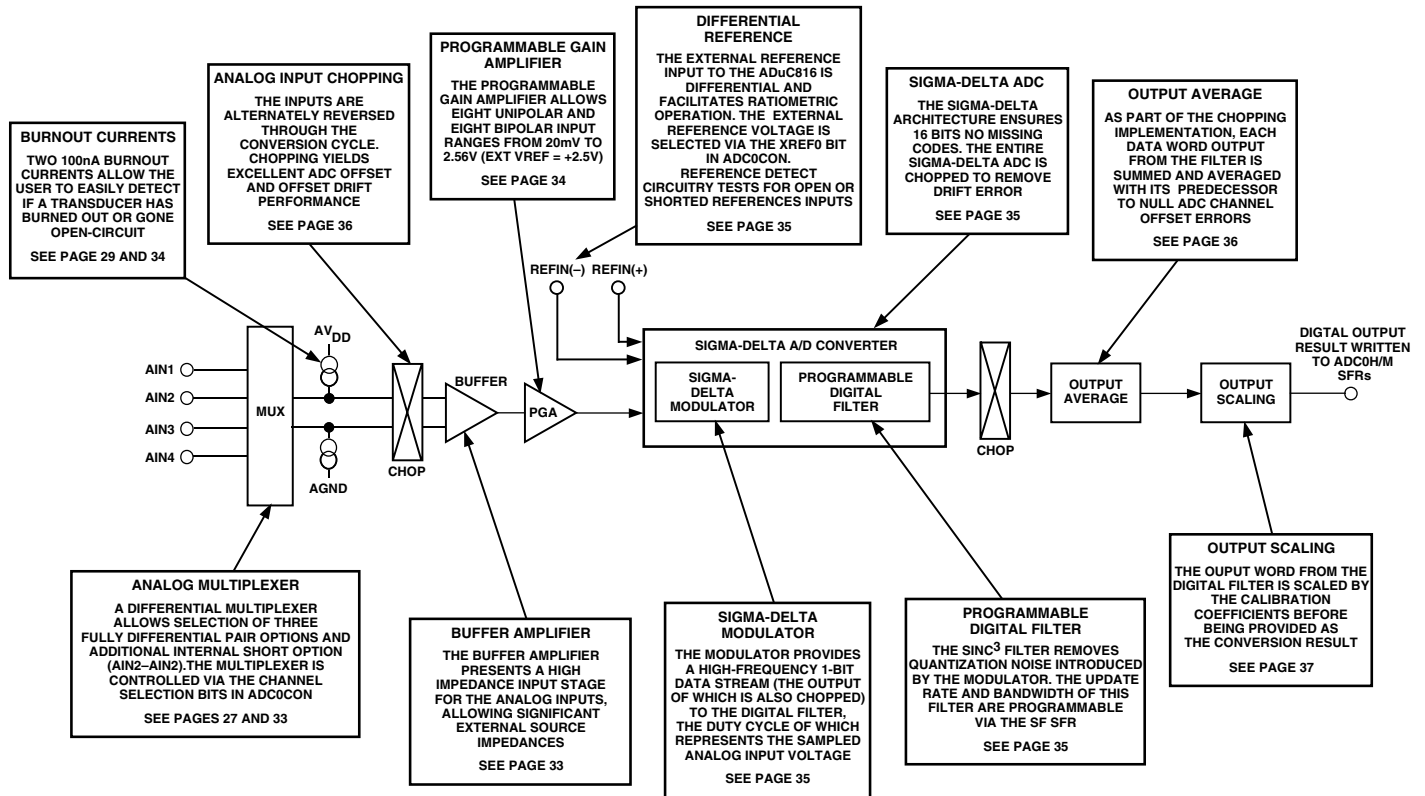 DIFFERENTIAL
REFERENCE
THE EXTERNAL REFERENCE
INPUT TO THE ADuC816 IS
DIFFERENTIAL AND
FACILITATES RATIOMETRIC
OPERATION. THE EXTERNAL
REFERENCE VOLTAGE IS
SELECTED VIA THE XREF0 BIT
IN ADC0CON.
REFERENCE DETECT
CIRCUITRY TESTS FOR OPEN OR
SHORTED REFERENCES INPUTS
SEE PAGE 35
PROGRAMMABLE GAIN
AMPLIFIER
THE PROGRAMMABLE
GAIN AMPLIFIER ALLOWS
EIGHT UNIPOLAR AND
EIGHT BIPOLAR INPUT
RANGES FROM 20mV TO
2.56V (EXT VREF = +2.5V)
SEE PAGE 34
ANALOG INPUT CHOPPING
THE INPUTS ARE
ALTERNATELY REVERSED
THROUGH THE
CONVERSION CYCLE.
CHOPPING YIELDS
EXCELLENT ADC OFFSET
AND OFFSET DRIFT
PERFORMANCE
SEE PAGE 36
SIGMA-DELTA ADC
THE SIGMA-DELTA
ARCHITECTURE ENSURES
16 BITS NO MISSING
CODES. THE ENTIRE
SIGMA-DELTA ADC IS
CHOPPED TO REMOVE
DRIFT ERROR
SEE PAGE 35
OUTPUT AVERAGE
AS PART OF THE CHOPPING
IMPLEMENTATION, EACH
DATA WORD OUTPUT
FROM THE FILTER IS
SUMMED AND AVERAGED
WITH ITS PREDECESSOR
TO NULL ADC CHANNEL
OFFSET ERRORS
SEE PAGE 36
BURNOUT CURRENTS
TWO 100nA BURNOUT
CURRENTS ALLOW THE
USER TO EASILY DETECT
IF A TRANSDUCER HAS
BURNED OUT OR GONE
OPEN-CIRCUIT
SEE PAGE 29 AND 34
REFIN(–) REFIN(+)
AVDD
AIN1
AIN2
AIN3
AIN4
MUX
AGND
CHOP
BUFFER
PGA
SIGMA-DELTA A/D CONVERTER
SIGMA-
DELTA
MODULATOR
PROGRAMMABLE
DIGITAL
FILTER
CHOP
OUTPUT
AVERAGE
OUTPUT
SCALING
DIGTAL OUTPUT
RESULT WRITTEN
TO ADC0H/M
SFRs
ANALOG MULTIPLEXER
A DIFFERENTIAL MULTIPLEXER
ALLOWS SELECTION OF THREE
FULLY DIFFERENTIAL PAIR OPTIONS AND
ADDITIONAL INTERNAL SHORT OPTION
(AIN2–AIN2).THE MULTIPLEXER IS
CONTROLLED VIA THE CHANNEL
SELECTION BITS IN ADC0CON
SEE PAGES 27 AND 33
BUFFER AMPLIFIER
THE BUFFER AMPLIFIER
PRESENTS A HIGH
IMPEDANCE INPUT STAGE
FOR THE ANALOG INPUTS,
ALLOWING SIGNIFICANT
EXTERNAL SOURCE
IMPEDANCES
SEE PAGE 33
SIGMA-DELTA
MODULATOR
THE MODULATOR PROVIDES
A HIGH-FREQUENCY 1-BIT
DATA STREAM (THE OUTPUT
OF WHICH IS ALSO CHOPPED)
TO THE DIGITAL FILTER,
THE DUTY CYCLE OF WHICH
REPRESENTS THE SAMPLED
ANALOG INPUT VOLTAGE
SEE PAGE 35
PROGRAMMABLE
DIGITAL FILTER
THE SINC³ FILTER REMOVES
QUANTIZATION NOISE INTRODUCED
BY THE MODULATOR. THE UPDATE
RATE AND BANDWIDTH OF THIS
FILTER ARE PROGRAMMABLE
VIA THE SF SFR
SEE PAGE 35
OUTPUT SCALING
THE OUPUT WORD FROM THE
DIGITAL FILTER IS SCALED BY
THE CALIBRATION
COEFFICIENTS BEFORE
BEING PROVIDED AS
THE CONVERSION RESULT
SEE PAGE 37